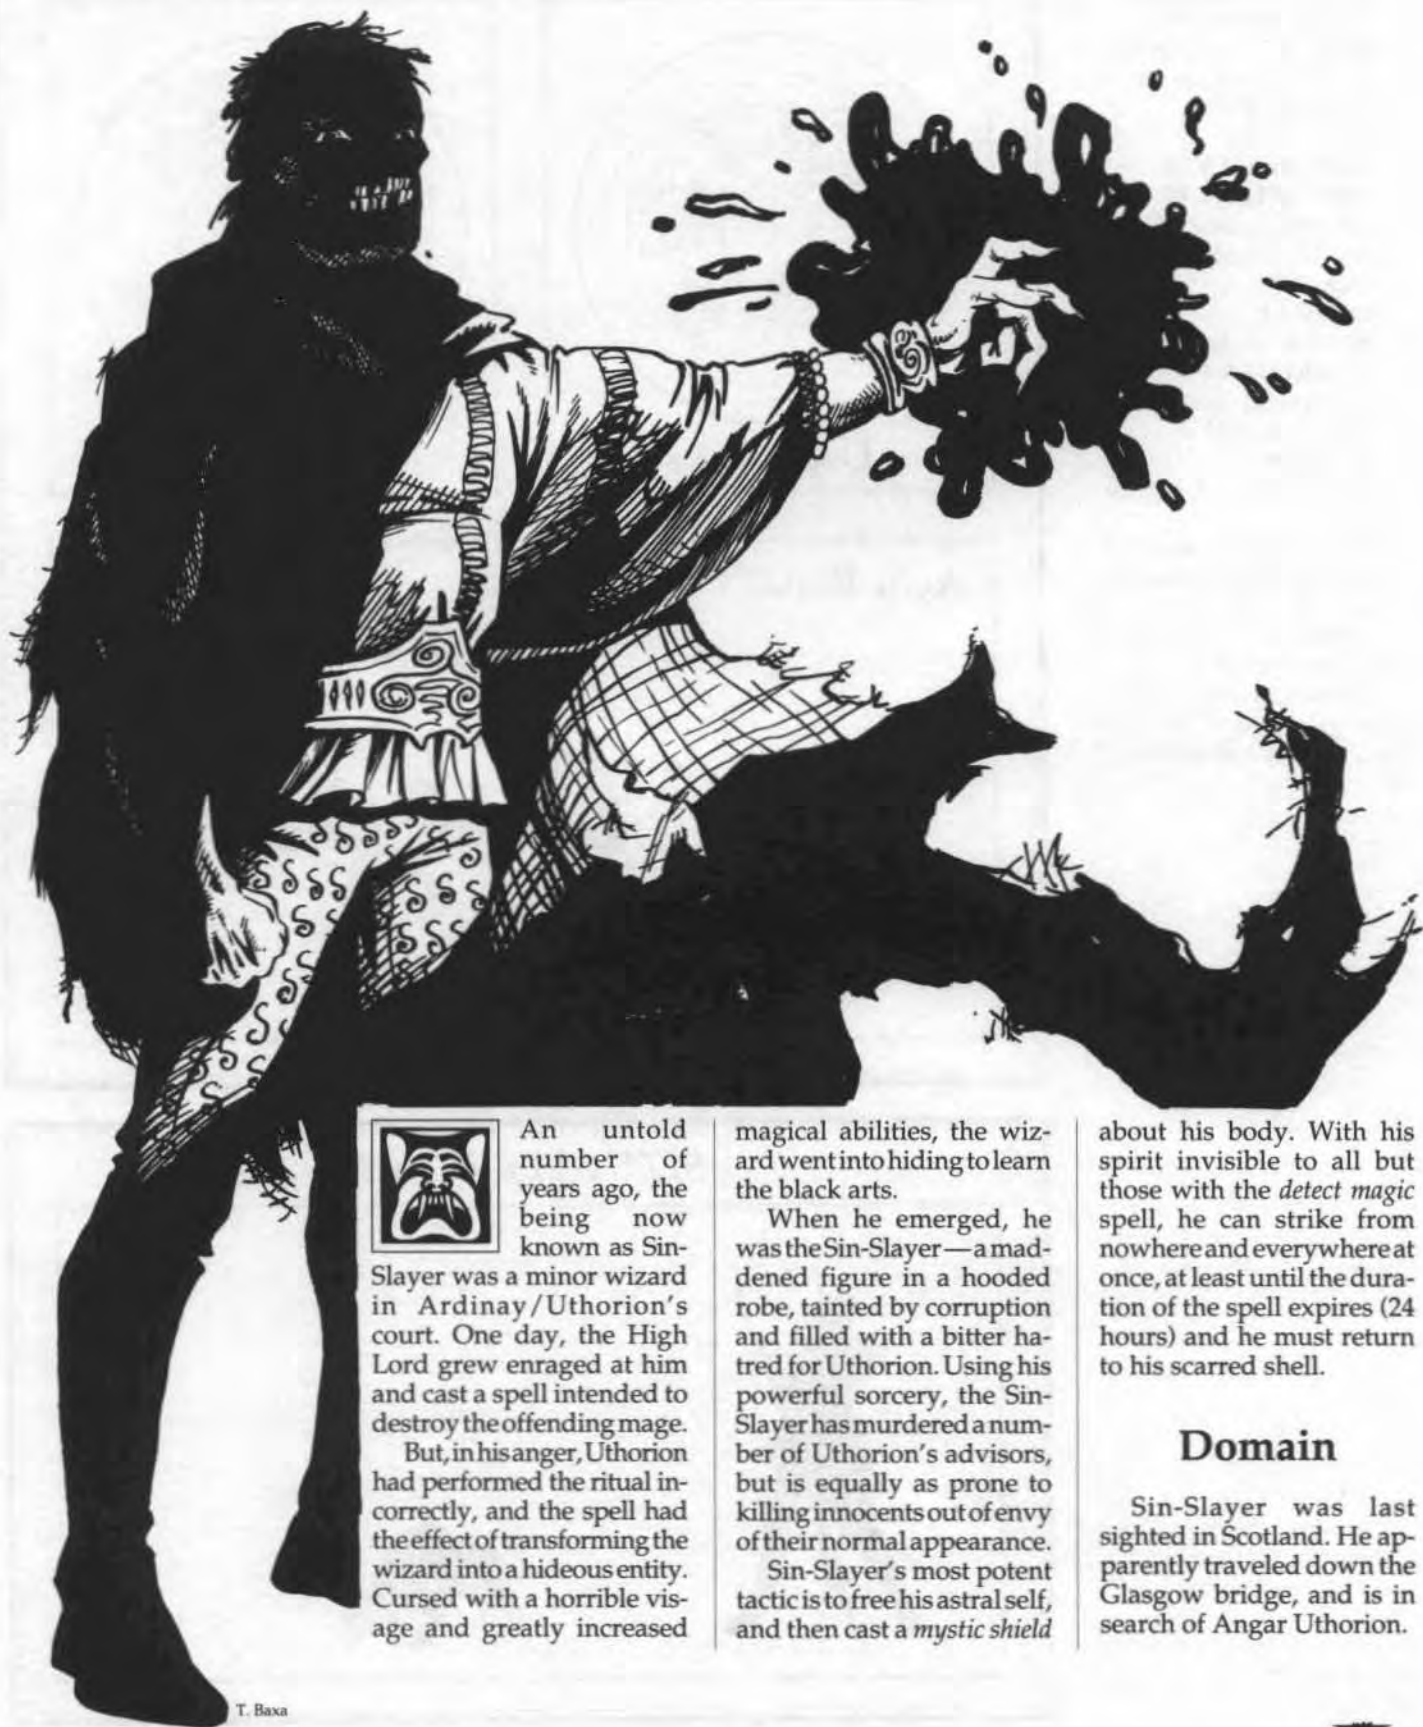 An untold
number of
years ago, the
being now
known as Sin-
Slayer was a minor wizard
in Ardinay/Uthorion's
court. One day, the High
Lord grew enraged at him
and cast a spell intended to
destroy the offending mage.
But, in his anger, Uthorion
had performed the ritual in-
correctly, and the spell had
the effect of transforming the
wizard into a hideous entity.
Cursed with a horrible vis-
age and greatly increased
magical abilities, the wiz-
ard went into hiding to learn
the black arts.
When he emerged, he
was the Sin-Slayer—a mad-
dened figure in a hooded
robe, tainted by corruption
and filled with a bitter ha-
tred for Uthorion. Using his
powerful sorcery, the Sin-
Slayer has murdered a num-
ber of Uthorion's advisors,
but is equally as prone to
killing innocents out of envy
of their normal appearance.
Sin-Slayer's most potent
tactic is to free his astral self,
and then cast a mystic shield
about his body. With his
spirit invisible to all but
those with the detect magic
spell, he can strike from
nowhere and everywhere at
once, at least until the dura-
tion of the spell expires (24
hours) and he must return
to his scarred shell.
Domain
Sin-Slayer was last
sighted in Scotland. He ap-
parently traveled down the
Glasgow bridge, and is in
search of Angar Uthorion.
T. Baxa